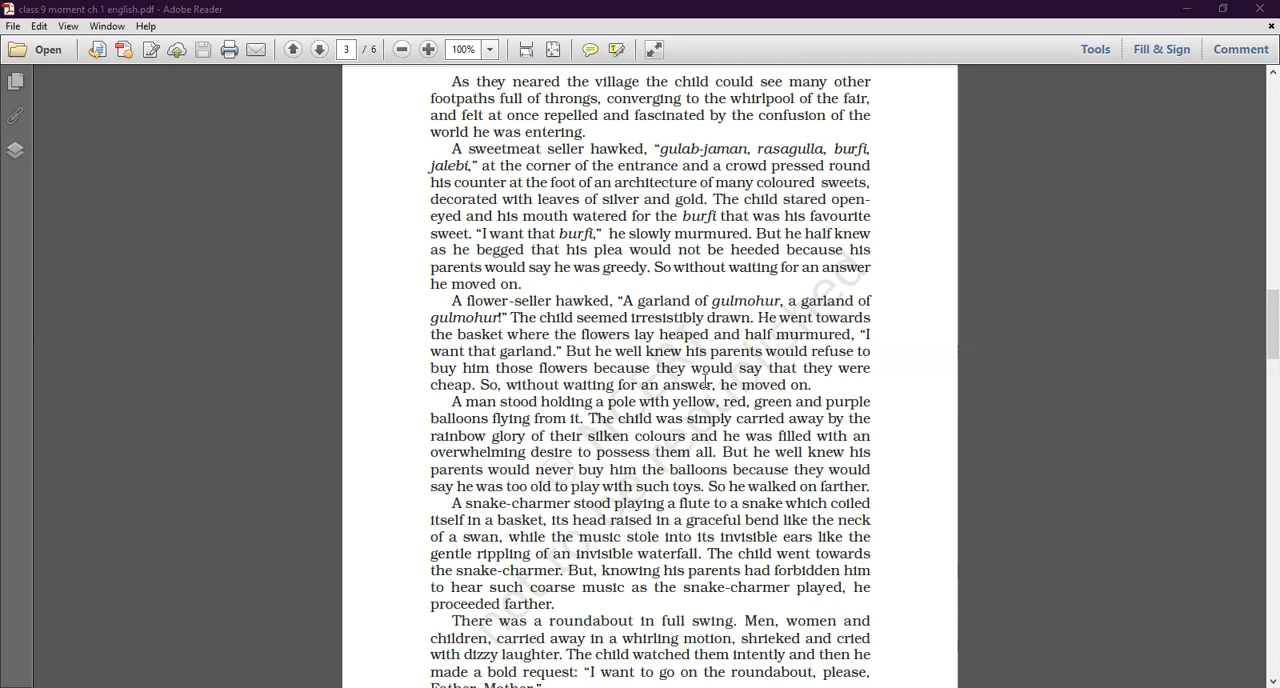 class 9 moment ch 1 english.pdf - Adobe Reader
File Edit View Window Help
Open 3 / 6 100% Tools Fill & Sign Comment
As they neared the village the child could see many other
footpaths full of throngs, converging to the whirlpool of the fair,
and felt at once repelled and fascinated by the confusion of the
world he was entering.
A sweetmeat seller hawked, “gulab-jaman, rasagulla, burfi,
jalebi,” at the corner of the entrance and a crowd pressed round
his counter at the foot of an architecture of many coloured sweets,
decorated with leaves of silver and gold. The child stared open-
eyed and his mouth watered for the burfi that was his favourite
sweet. “I want that burfi,” he slowly murmured. But he half knew
as he begged that his plea would not be heeded because his
parents would say he was greedy. So without waiting for an answer
he moved on.
A flower-seller hawked, “A garland of gulmohur, a garland of
gulmohur!” The child seemed irresistibly drawn. He went towards
the basket where the flowers lay heaped and half murmured, “I
want that garland.” But he well knew his parents would refuse to
buy him those flowers because they would say that they were
cheap. So, without waiting for an answer, he moved on.
A man stood holding a pole with yellow, red, green and purple
balloons flying from it. The child was simply carried away by the
rainbow glory of their silken colours and he was filled with an
overwhelming desire to possess them all. But he well knew his
parents would never buy him the balloons because they would
say he was too old to play with such toys. So he walked on farther.
A snake-charmer stood playing a flute to a snake which coiled
itself in a basket, its head raised in a graceful bend like the neck
of a swan, while the music stole into its invisible ears like the
gentle rippling of an invisible waterfall. The child went towards
the snake-charmer. But, knowing his parents had forbidden him
to hear such coarse music as the snake-charmer played, he
proceeded farther.
There was a roundabout in full swing. Men, women and
children, carried away in a whirling motion, shrieked and cried
with dizzy laughter. The child watched them intently and then he
made a bold request: “I want to go on the roundabout, please,
Father, Mother.”
© NCERT
not to be republished